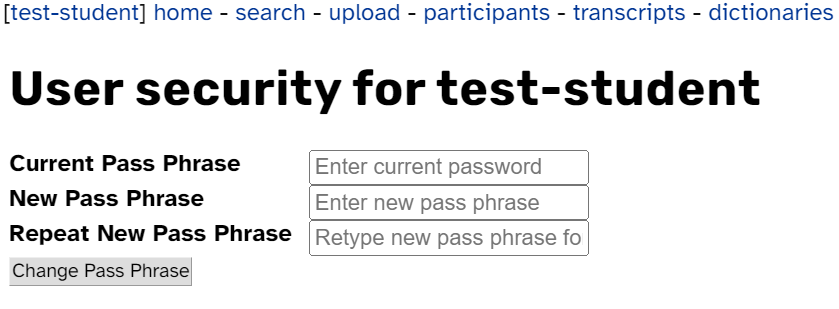 [test-student] home - search - upload - participants - transcripts - dictionaries
User security for test-student
Current Pass Phrase Enter current password
New Pass Phrase Enter new pass phrase
Repeat New Pass Phrase Retype new pass phrase fo
Change Pass Phrase